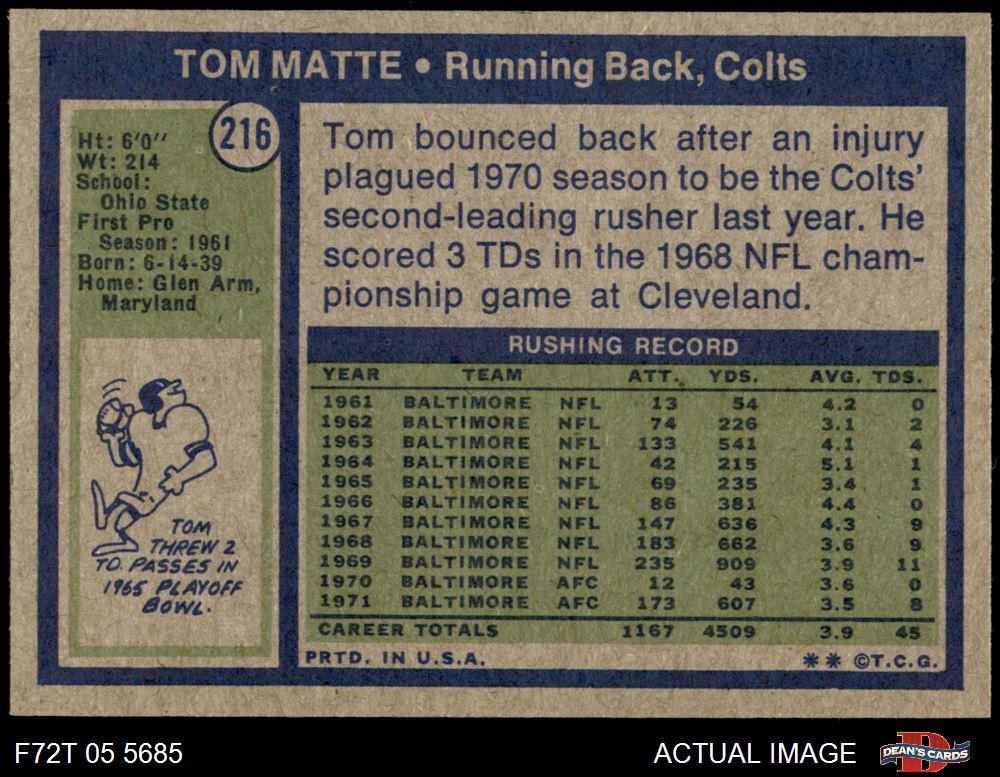 TOM MATTE • Running Back, Colts
216
Ht: 6'0''
Wt: 214
School:
Ohio State
First Pro
Season: 1961
Born: 6-14-39
Home: Glen Arm,
Maryland
TOM
THREW 2
TD. PASSES IN
1965 PLAYOFF
BOWL.
Tom bounced back after an injury
plagued 1970 season to be the Colts'
second-leading rusher last year. He
scored 3 TDs in the 1968 NFL cham-
pionship game at Cleveland.
RUSHING RECORD
YEAR TEAM ATT. YDS. AVG. TDS.
1961 BALTIMORE NFL 13 54 4.2 0
1962 BALTIMORE NFL 74 226 3.1 2
1963 BALTIMORE NFL 133 541 4.1 4
1964 BALTIMORE NFL 42 215 5.1 1
1965 BALTIMORE NFL 69 235 3.4 1
1966 BALTIMORE NFL 86 381 4.4 0
1967 BALTIMORE NFL 147 636 4.3 9
1968 BALTIMORE NFL 183 662 3.6 9
1969 BALTIMORE NFL 235 909 3.9 11
1970 BALTIMORE AFC 12 43 3.6 0
1971 BALTIMORE AFC 173 607 3.5 8
CAREER TOTALS 1167 4509 3.9 45
PRTD. IN U.S.A. ** ©T.C.G.
F72T 05 5685 ACTUAL IMAGE DEAN'S CARDS